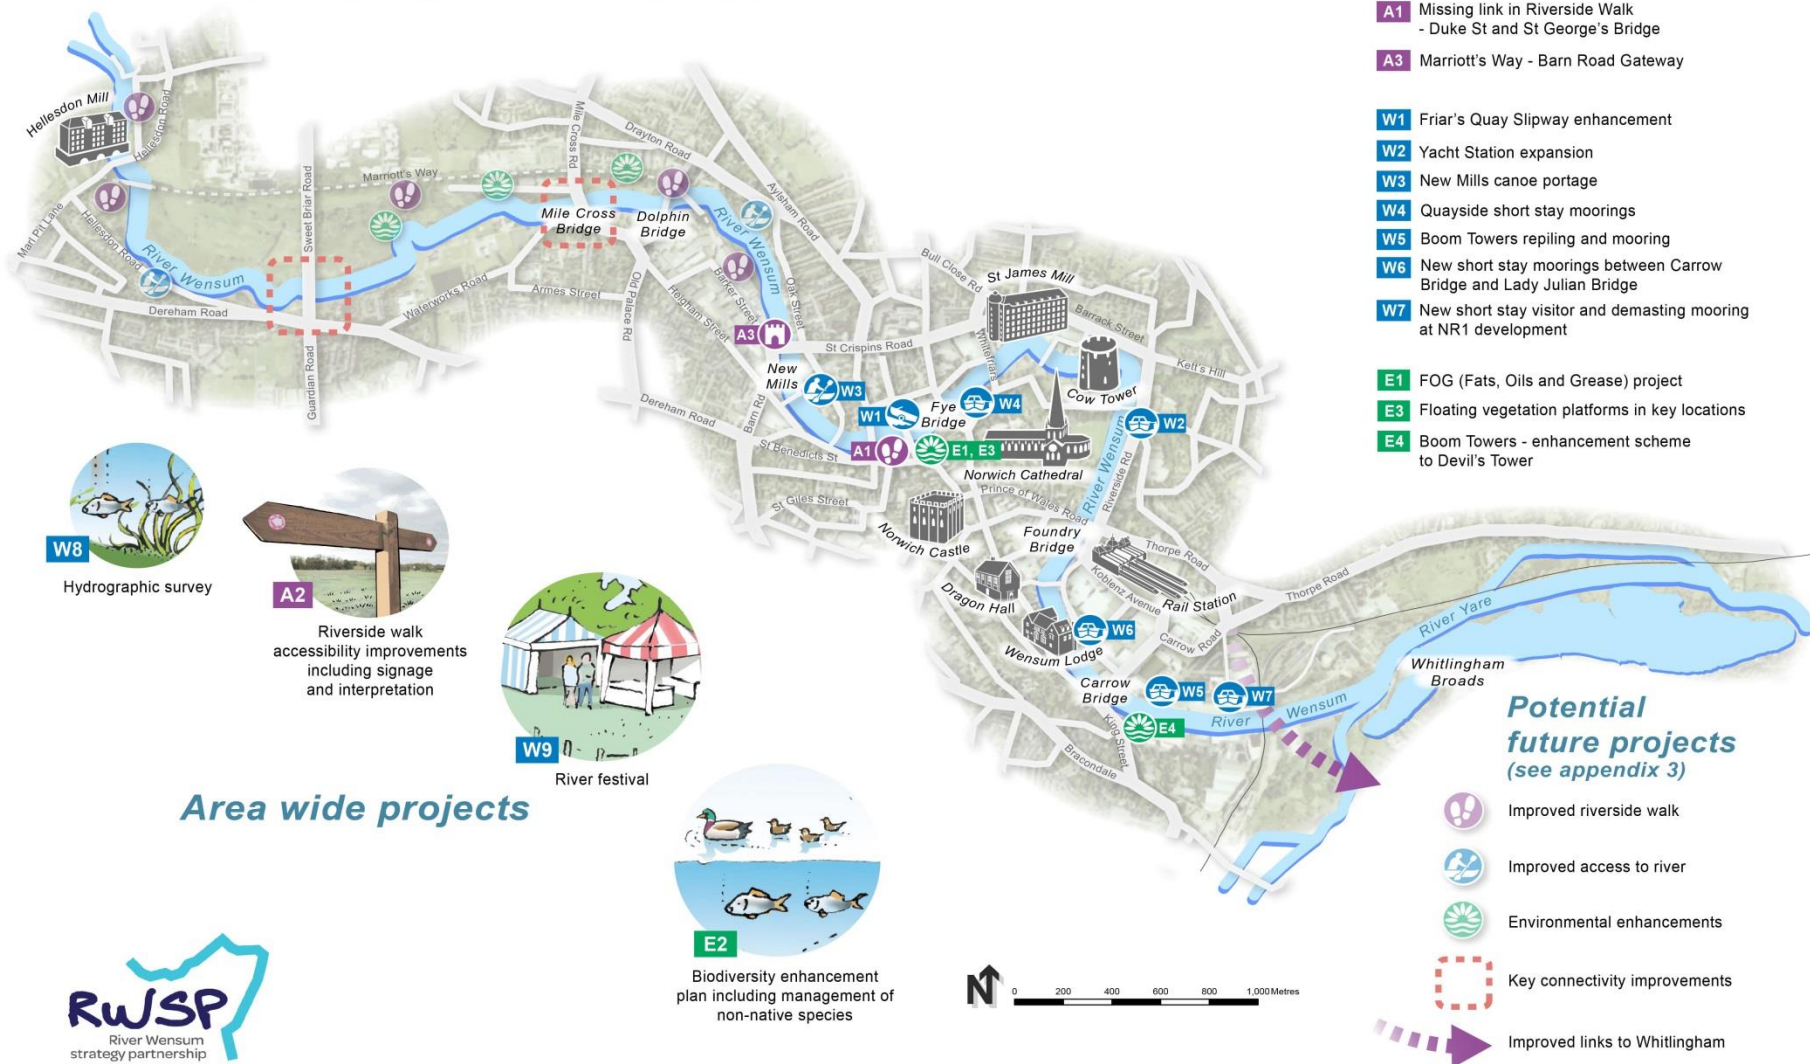 A1 Missing link in Riverside Walk
- Duke St and St George's Bridge
A3 Marriott's Way - Barn Road Gateway
W1 Friar's Quay Slipway enhancement
W2 Yacht Station expansion
W3 New Mills canoe portage
W4 Quayside short stay moorings
W5 Boom Towers repiling and mooring
W6 New short stay moorings between Carrow
Bridge and Lady Julian Bridge
W7 New short stay visitor and demasting mooring
at NR1 development
E1 FOG (Fats, Oils and Grease) project
E3 Floating vegetation platforms in key locations
E4 Boom Towers - enhancement scheme
to Devil's Tower
Hellesdon Mill
Hellesdon Road
Hellesdon Road
Marl Pit Lane
Hellesdon Road
River Wensum
Dereham Road
Sweet Briar Road
Guardian Road
Marriott's Way
Waterworks Road
Mile Cross Rd
Mile Cross
Bridge
Drayton Road
Dolphin
Bridge
Aylsham Road
River Wensum
Armes Street
Old Palace Rd
Heigham Street
Barker Street
Oak Street
A3
St Crispins Road
New
Mills
W3
Barn Rd
Dereham Road
St Benedicts St
St Giles Street
W1
A1
E1, E3
Fye
Bridge
W4
Whitefriars
Bull Close Rd
St James Mill
Barrack Street
Kett's Hill
Cow Tower
W2
Norwich Cathedral
River Wensum
Riverside Rd
Prince of Wales Road
Norwich Castle
Foundry
Bridge
Thorpe Road
Koblenz Avenue
Rail Station
Thorpe Road
Dragon Hall
Wensum Lodge
W6
Carrow Road
Carrow
Bridge
W5
W7
E4
King Street
Bracondale
River Wensum
River Yare
Whitlingham
Broads
W8
Hydrographic survey
A2
Riverside walk
accessibility improvements
including signage
and interpretation
W9
River festival
Area wide projects
E2
Biodiversity enhancement
plan including management of
non-native species
Potential
future projects
(see appendix 3)
Improved riverside walk
Improved access to river
Environmental enhancements
Key connectivity improvements
Improved links to Whitlingham
N
0 200 400 600 800 1,000 Metres
RWSP
River Wensum
strategy partnership